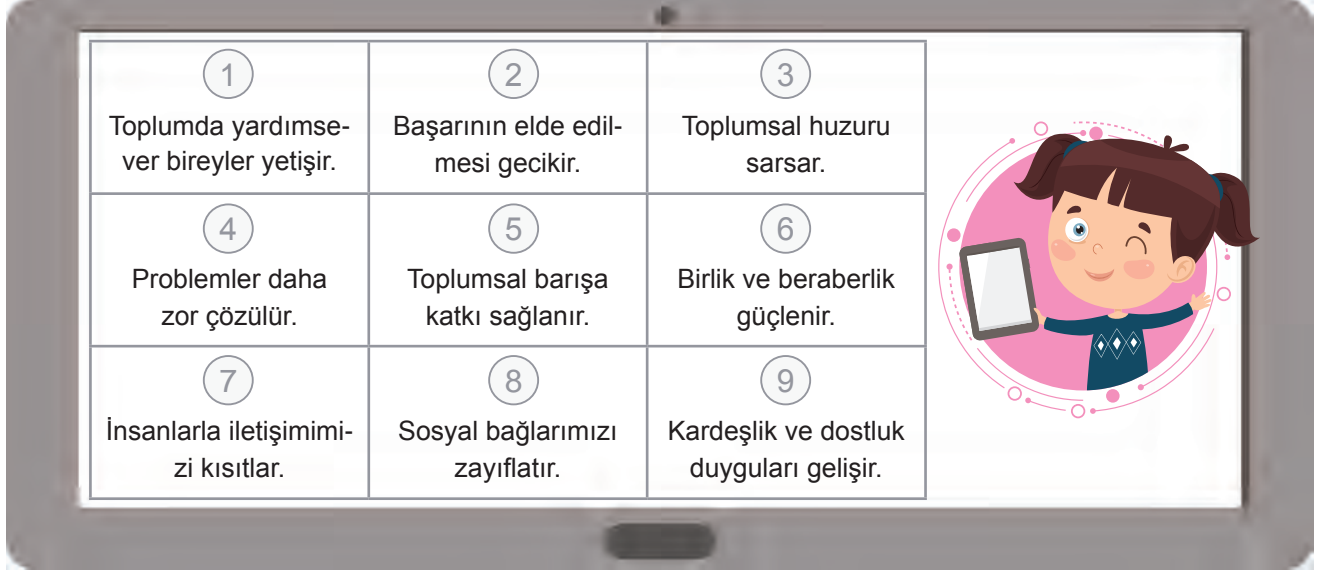 1
Toplumda yardımse-
ver bireyler yetişir.
2
Başarının elde edil-
mesi gecikir.
3
Toplumsal huzuru
sarsar.
4
Problemler daha
zor çözülür.
5
Toplumsal barışa
katkı sağlanır.
6
Birlik ve beraberlik
güçlenir.
7
İnsanlarla iletişimimi-
zi kısıtlar.
8
Sosyal bağlarımızı
zayıflatır.
9
Kardeşlik ve dostluk
duyguları gelişir.